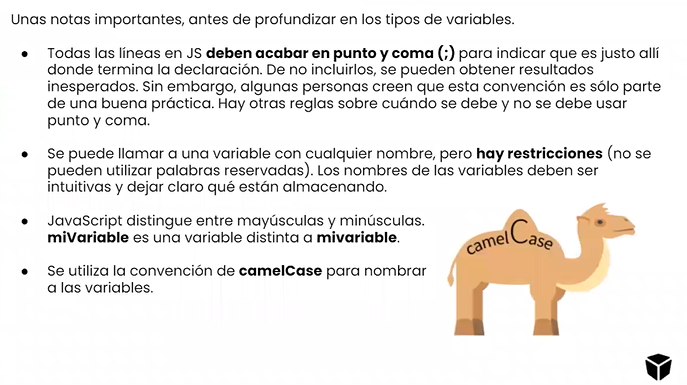 Unas notas importantes, antes de profundizar en los tipos de variables.
● Todas las líneas en JS deben acabar en punto y coma (;) para indicar que es justo allí
donde termina la declaración. De no incluirlos, se pueden obtener resultados
inesperados. Sin embargo, algunas personas creen que esta convención es sólo parte
de una buena práctica. Hay otras reglas sobre cuándo se debe y no se debe usar
punto y coma.
● Se puede llamar a una variable con cualquier nombre, pero hay restricciones (no se
pueden utilizar palabras reservadas). Los nombres de las variables deben ser
intuitivas y dejar claro qué están almacenando.
● JavaScript distingue entre mayúsculas y minúsculas.
miVariable es una variable distinta a mivariable.
● Se utiliza la convención de camelCase para nombrar
a las variables.
camelCase